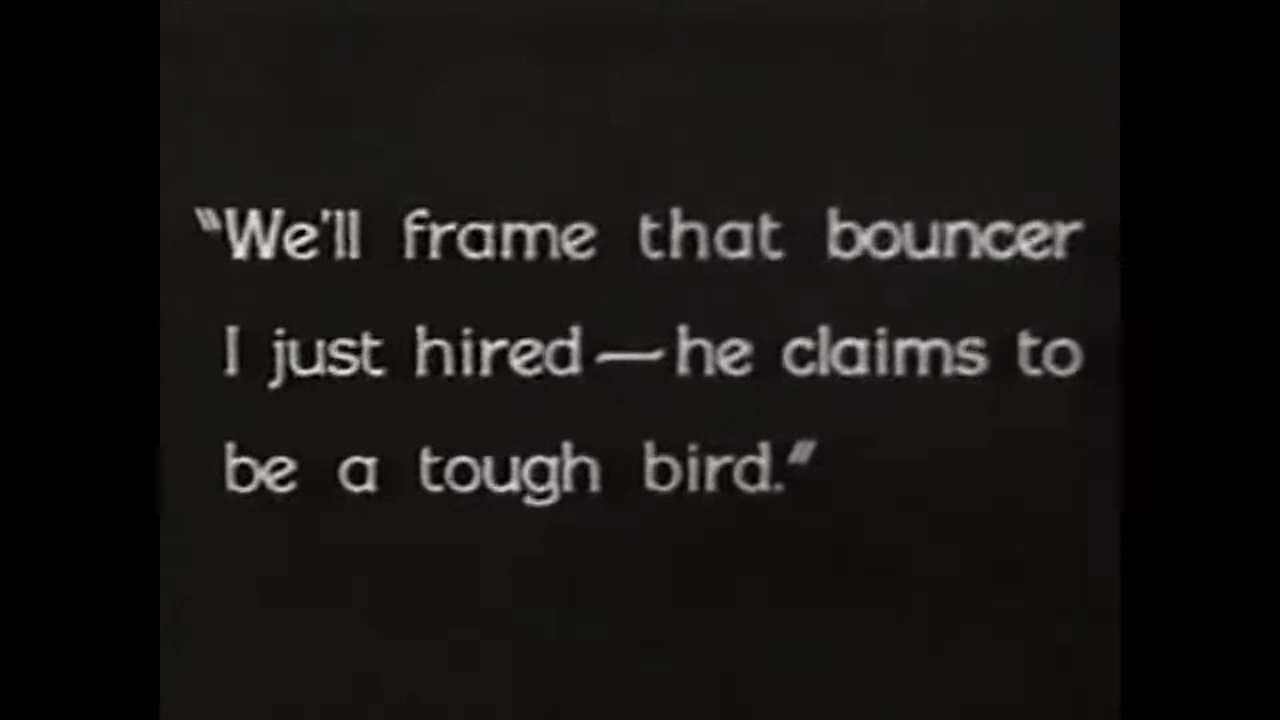 "We'll frame that bouncer
I just hired—he claims to
be a tough bird."